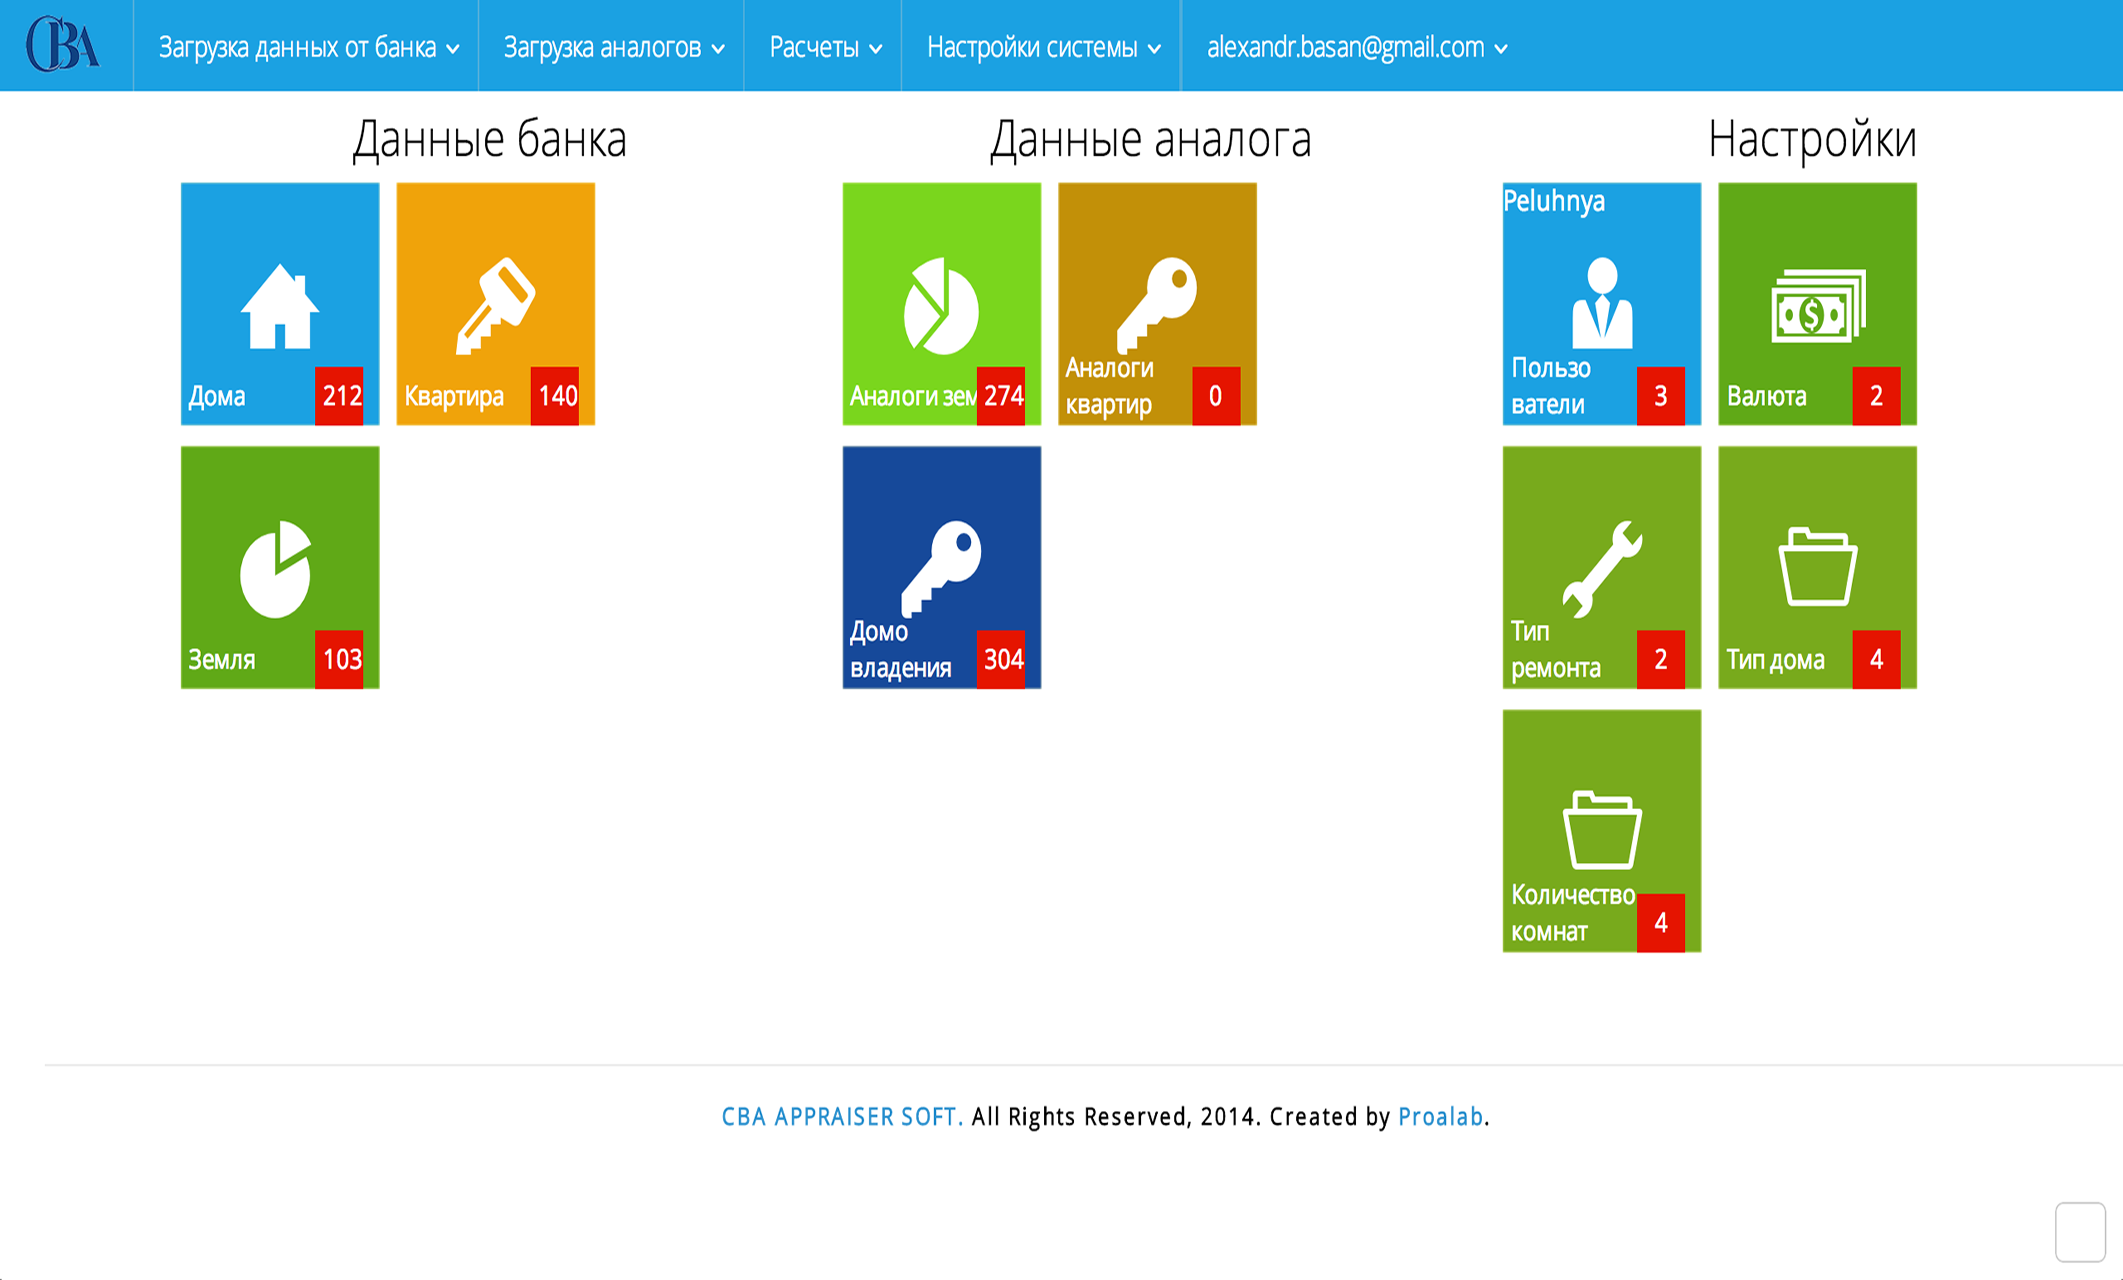 CBA
Загрузка данных от банка
Загрузка аналогов
Расчеты
Настройки системы
alexandr.basan@gmail.com
Данные банка
Дома
212
Квартира
140
Земля
103
Данные аналога
Аналоги зем
274
Аналоги
квартир
0
Домо
владения
304
Настройки
Peluhnya
Пользо
ватели
3
Валюта
2
Тип
ремонта
2
Тип дома
4
Количество
комнат
4
CBA APPRAISER SOFT. All Rights Reserved, 2014. Created by Proalab.